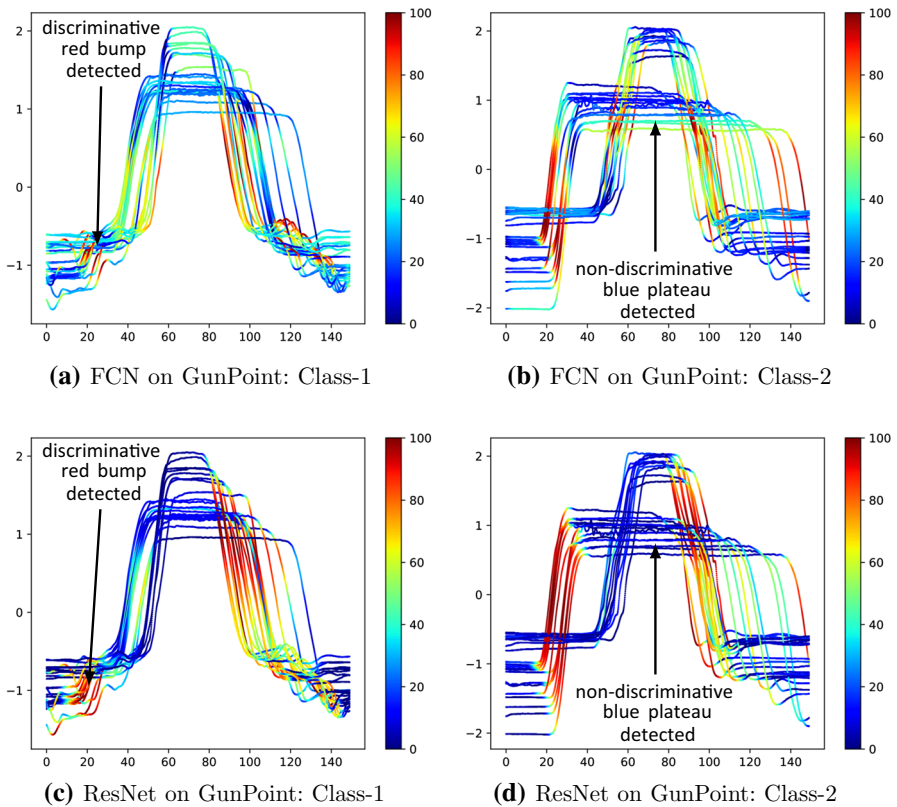 discriminative
red bump
detected
2
1
0
−1
0 20 40 60 80 100 120 140
100
80
60
40
20
0
(a) FCN on GunPoint: Class-1
2
1
0
−1
−2
0 20 40 60 80 100 120 140
non-discriminative
blue plateau
detected
100
80
60
40
20
0
(b) FCN on GunPoint: Class-2
discriminative
red bump
detected
2
1
0
−1
0 20 40 60 80 100 120 140
100
80
60
40
20
0
(c) ResNet on GunPoint: Class-1
2
1
0
−1
−2
0 20 40 60 80 100 120 140
non-discriminative
blue plateau
detected
100
80
60
40
20
0
(d) ResNet on GunPoint: Class-2